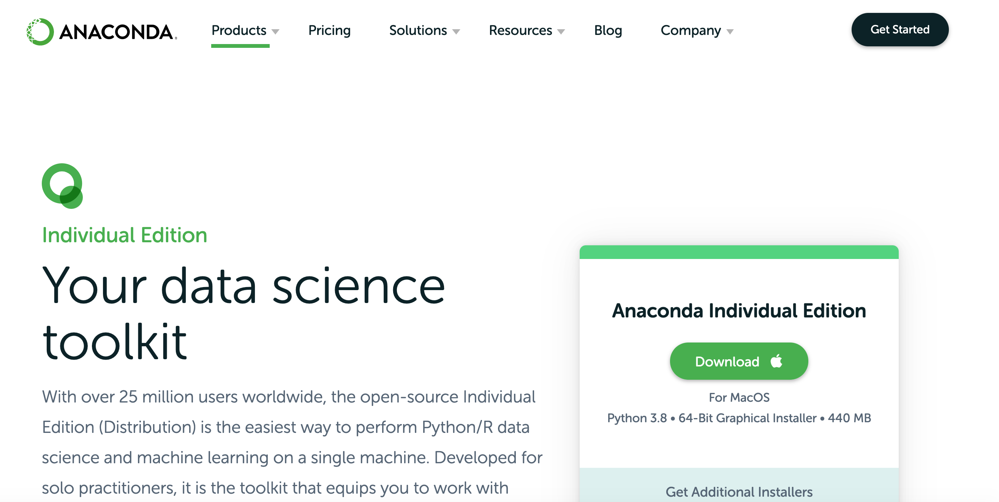 ANACONDA®
Products
Pricing
Solutions
Resources
Blog
Company
Get Started
Individual Edition
Your data science
toolkit
With over 25 million users worldwide, the open-source Individual
Edition (Distribution) is the easiest way to perform Python/R data
science and machine learning on a single machine. Developed for
solo practitioners, it is the toolkit that equips you to work with
Anaconda Individual Edition
Download
For MacOS
Python 3.8 • 64-Bit Graphical Installer • 440 MB
Get Additional Installers